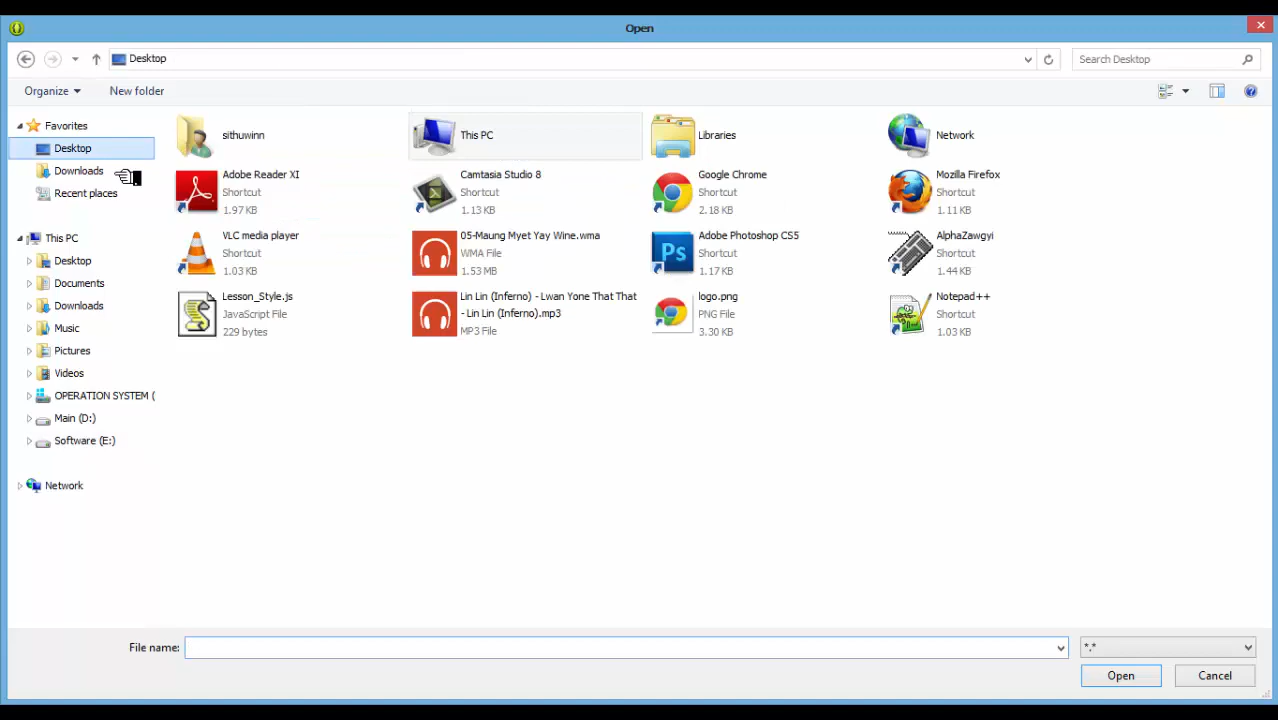 Open
Desktop
Search Desktop
Organize
New folder
Favorites
Desktop
Downloads
Recent places
This PC
Desktop
Documents
Downloads
Music
Pictures
Videos
OPERATION SYSTEM (
Main (D:)
Software (E:)
Network
sithuwinn
This PC
Libraries
Network
Adobe Reader XI
Shortcut
1.97 KB
Camtasia Studio 8
Shortcut
1.13 KB
Google Chrome
Shortcut
2.18 KB
Mozilla Firefox
Shortcut
1.11 KB
VLC media player
Shortcut
1.03 KB
05-Maung Myet Yay Wine.wma
WMA File
1.53 MB
Ps
Adobe Photoshop CS5
Shortcut
1.17 KB
AlphaZawgyi
Shortcut
1.44 KB
Lesson_Style.js
JavaScript File
229 bytes
Lin Lin (Inferno) - Lwan Yone That That
- Lin Lin (Inferno).mp3
MP3 File
logo.png
PNG File
3.30 KB
Notepad++
Shortcut
1.03 KB
File name:
*.*
Open
Cancel